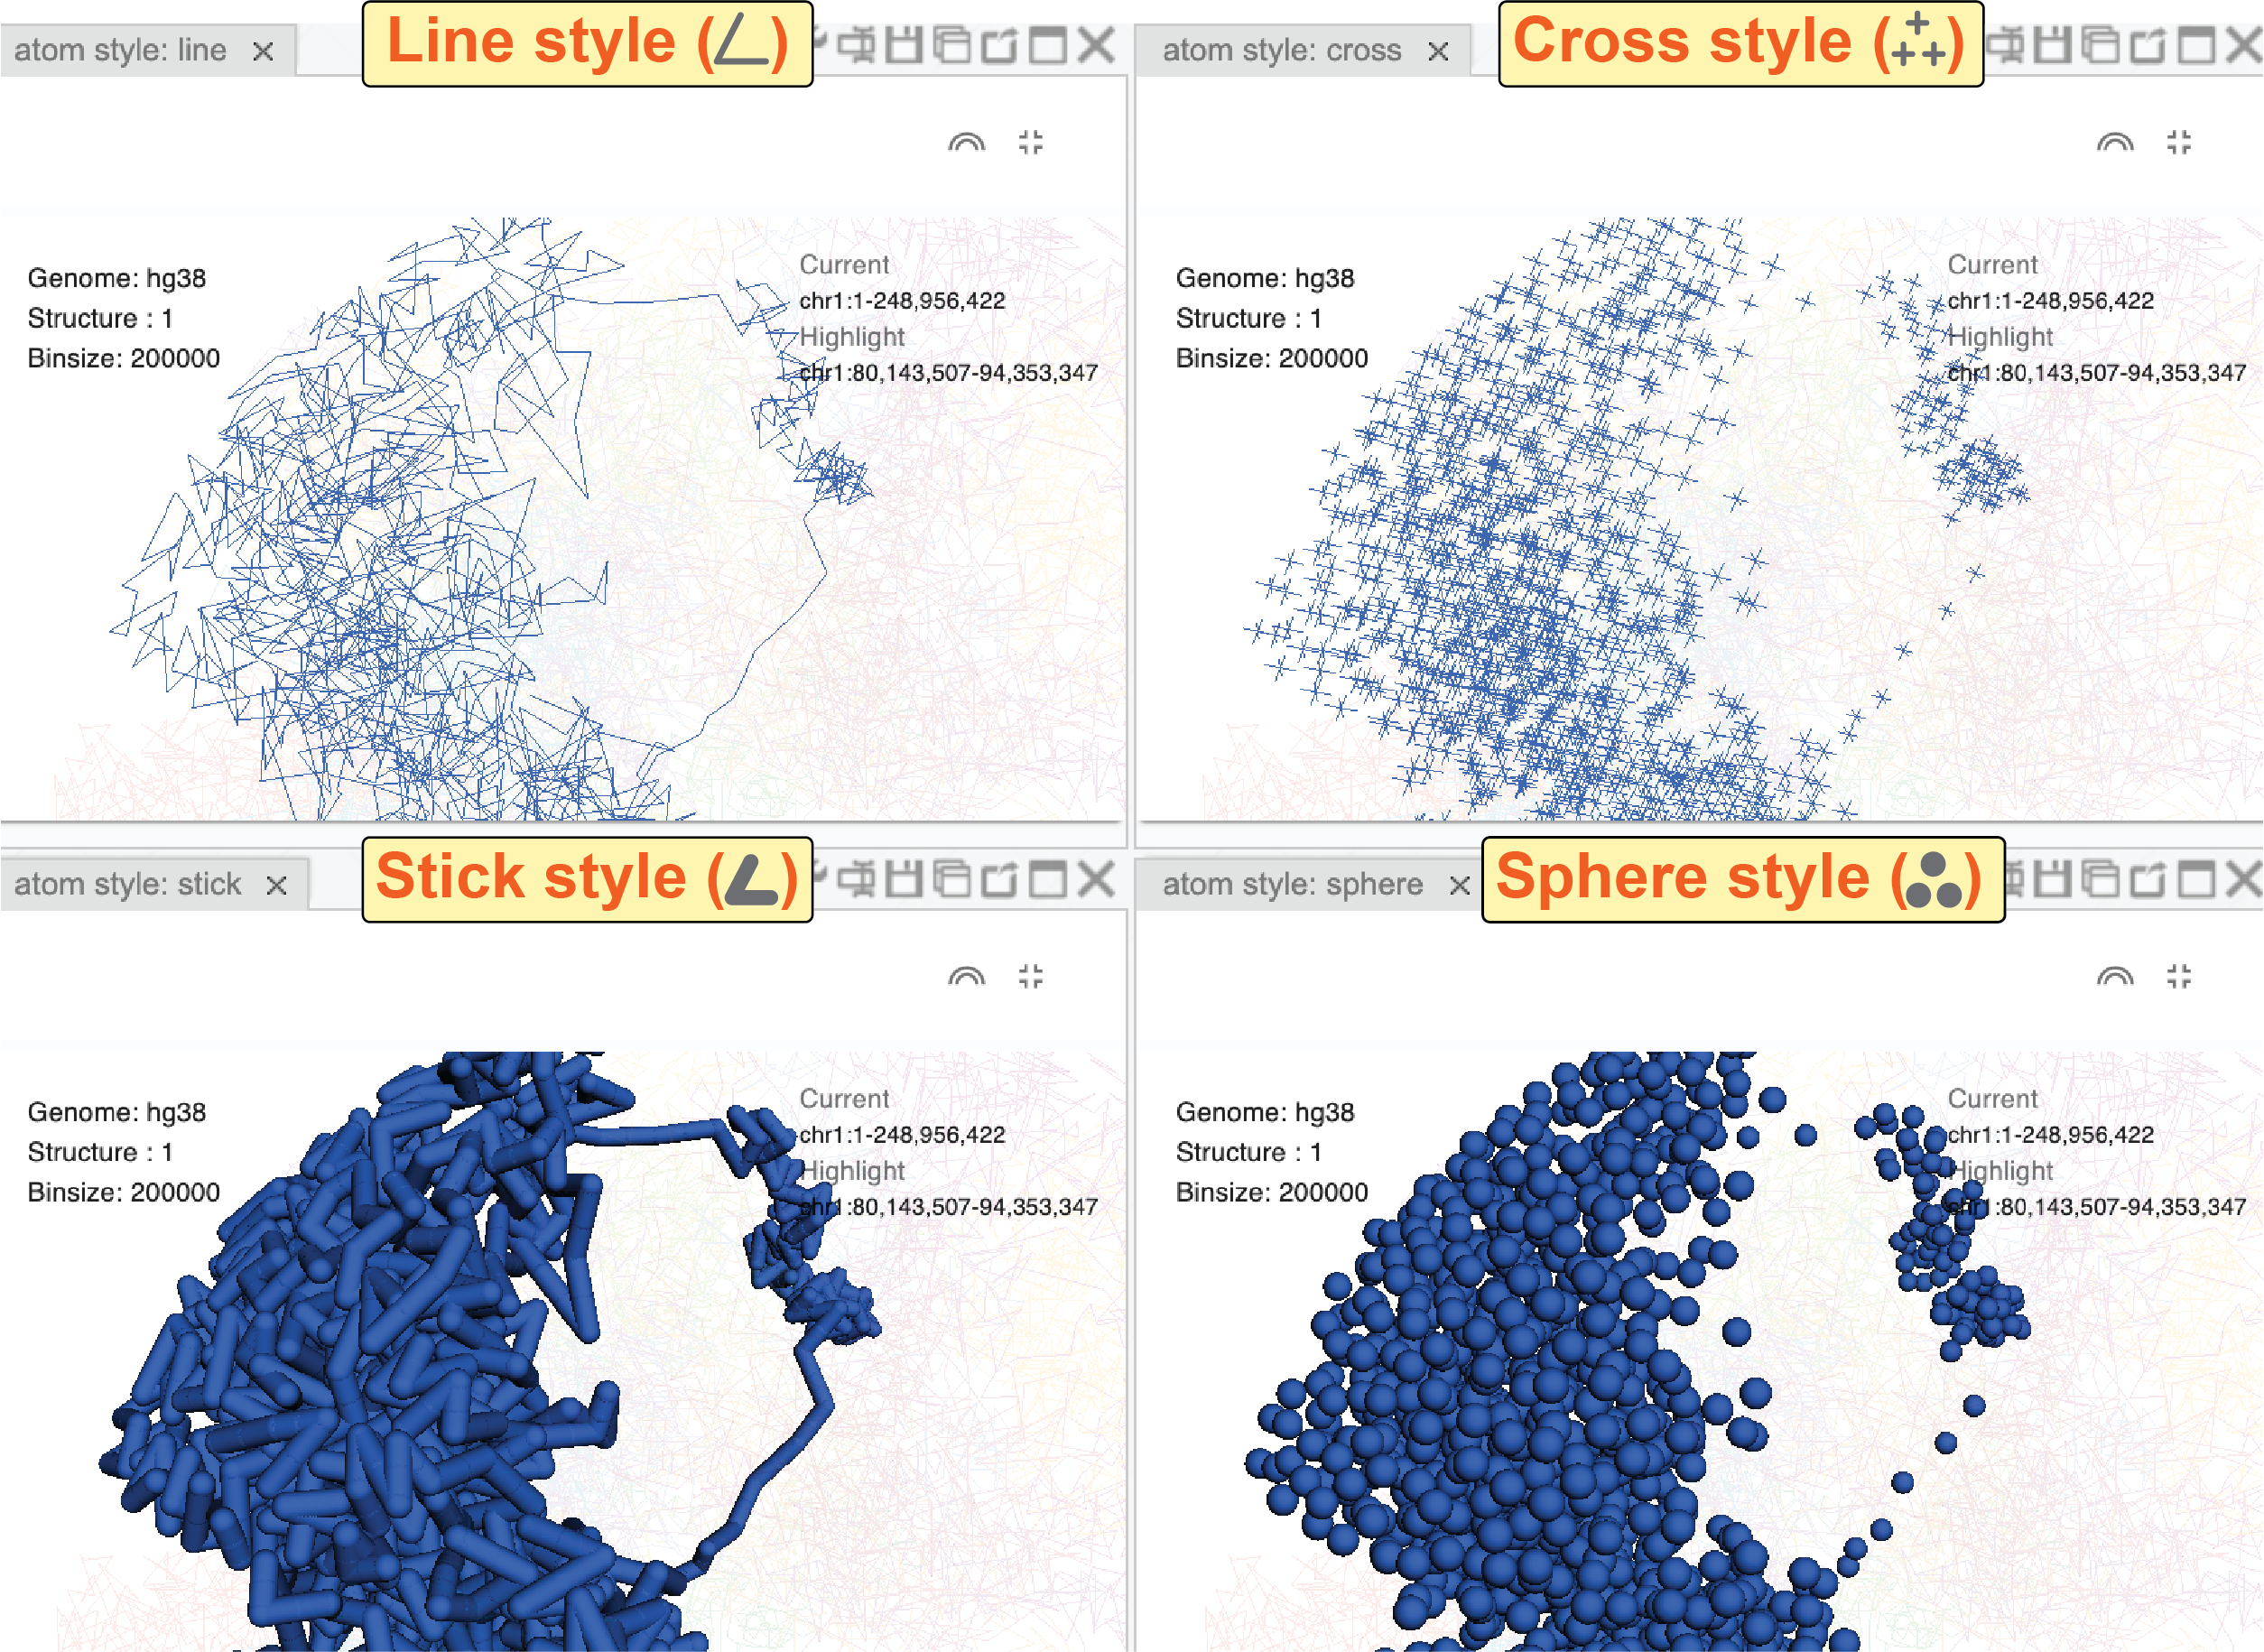 atom style: line
Line style ( )
atom style: cross
Cross style ( )
Genome: hg38
Structure : 1
Binsize: 200000
Current
chr1:1-248,956,422
Highlight
chr1:80,143,507-94,353,347
Genome: hg38
Structure : 1
Binsize: 200000
Current
chr1:1-248,956,422
Highlight
chr1:80,143,507-94,353,347
atom style: stick
Stick style ( )
atom style: sphere
Sphere style ( )
Genome: hg38
Structure : 1
Binsize: 200000
Current
chr1:1-248,956,422
Highlight
chr1:80,143,507-94,353,347
Genome: hg38
Structure : 1
Binsize: 200000
Current
chr1:1-248,956,422
Highlight
chr1:80,143,507-94,353,347